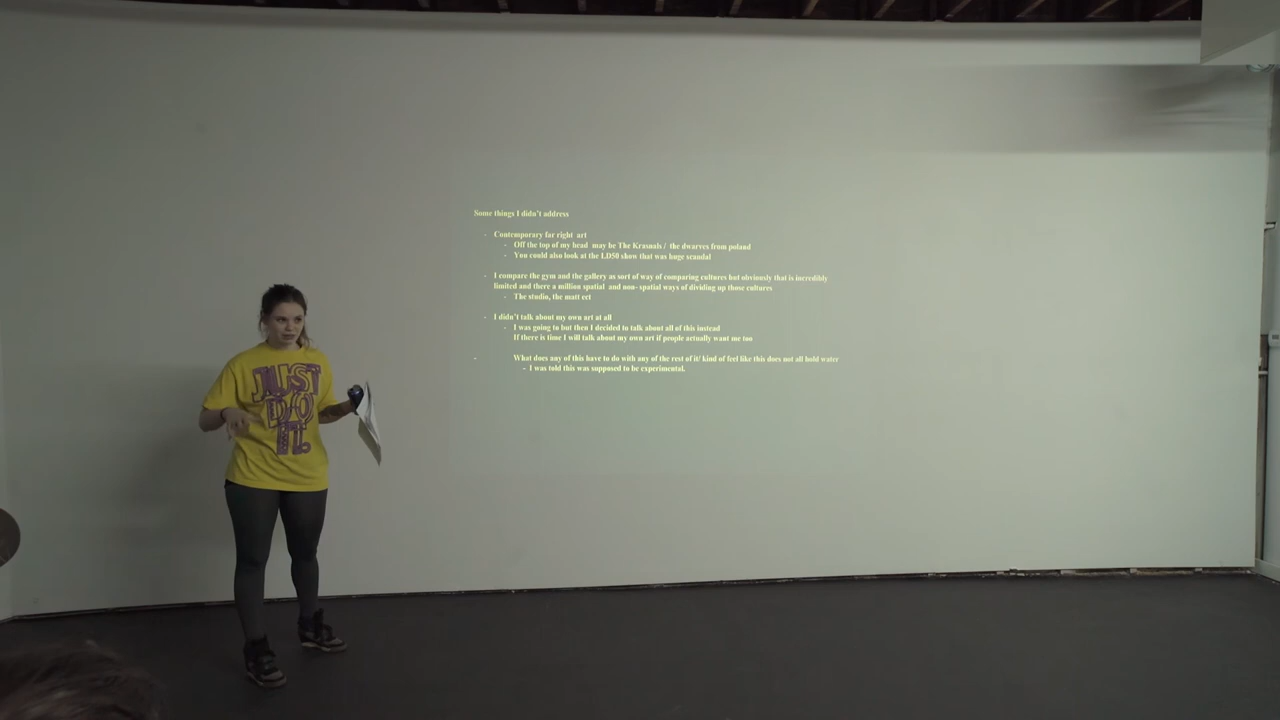 Some things I didn't address
- Contemporary far right art
- Off the top of my head may be The Krasnals / the dwarves from poland
- You could also look at the LD50 show that was huge scandal
- I compare the gym and the gallery as sort of way of comparing cultures but obviously that is incredibly
limited and there a million spatial and non- spatial ways of dividing up those cultures
- The studio, the matt ect
- I didn't talk about my own art at all
- I was going to but then I decided to talk about all of this instead
If there is time I will talk about my own art if people actually want me too
- What does any of this have to do with any of the rest of it/ kind of feel like this does not all hold water
- I was told this was supposed to be experimental.
JUST
DO
IT.